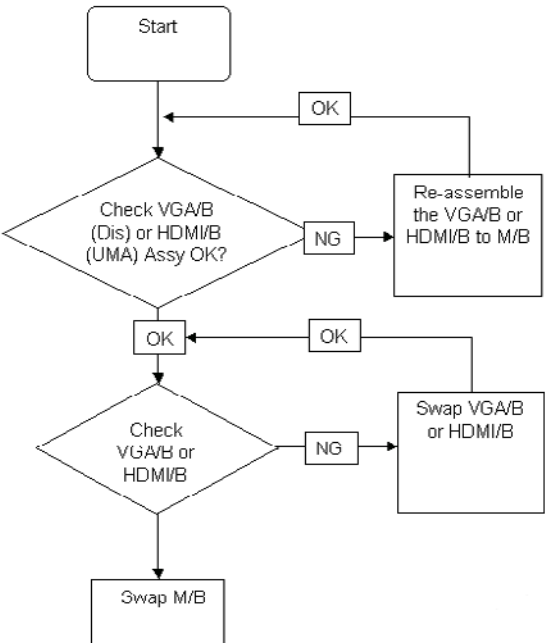 Start
OK
Check VGA/B
(Dis) or HDMI/B
(UMA) Assy OK?
NG
Re-assemble
the VGA/B or
HDMI/B to M/B
OK
OK
Check
VGA/B or
HDMI/B
NG
Swap VGA/B
or HDMI/B
Swap M/B